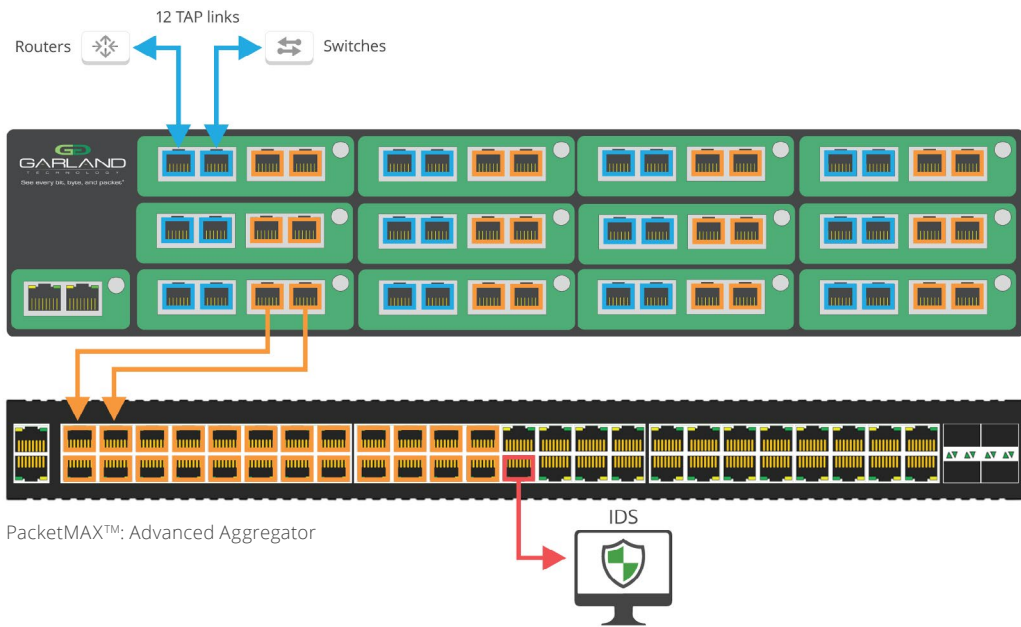 12 TAP links
Routers
Switches
GARLAND
TECHNOLOGY
See every bit, byte, and packet®
PacketMAX™: Advanced Aggregator
IDS